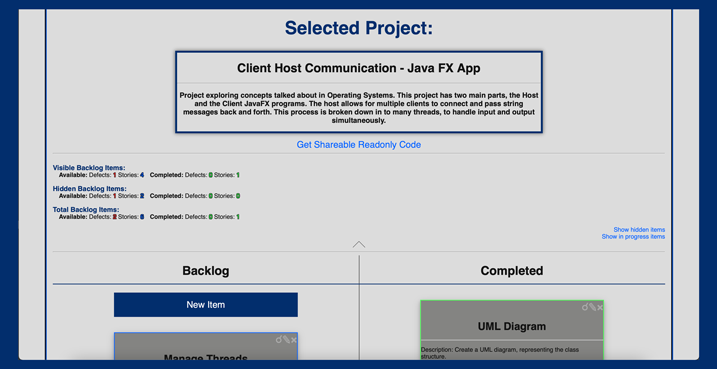 Selected Project:
Client Host Communication - Java FX App
Project exploring concepts talked about in Operating Systems. This project has two main parts, the Host
and the Client JavaFX programs. The host allows for multiple clients to connect and pass string
messages back and forth. This process is broken down in to many threads, to handle input and output
simultaneously.
Get Shareable Readonly Code
Visible Backlog Items:
Available: Defects: 1 Stories: 4 Completed: Defects: 0 Stories: 1
Hidden Backlog Items:
Available: Defects: 1 Stories: 2 Completed: Defects: 0 Stories: 0
Total Backlog Items:
Available: Defects: 2 Stories: 6 Completed: Defects: 0 Stories: 1
Show hidden items
Show in progress items
Backlog
Completed
New Item
UML Diagram
Manage Threads
Description: Create a UML diagram, representing the class
structure.